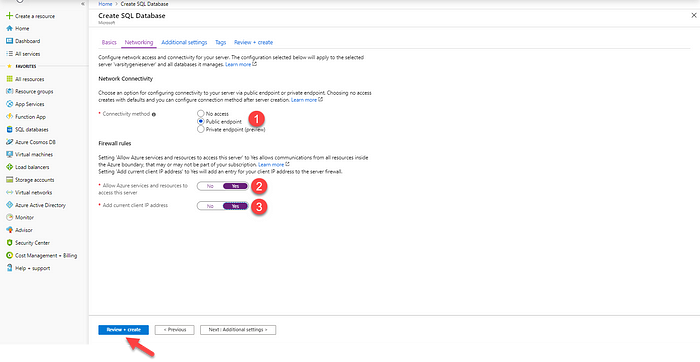 Create a resource
Home
Dashboard
All services
FAVORITES
All resources
Resource groups
App Services
Function App
SQL databases
Azure Cosmos DB
Virtual machines
Load balancers
Storage accounts
Virtual networks
Azure Active Directory
Monitor
Advisor
Security Center
Cost Management + Billing
Help + support
Home > Create SQL Database
Create SQL Database
Microsoft
Basics Networking Additional settings Tags Review + create
Configure network access and connectivity for your server. The configuration selected below will apply to the selected
server 'varsitygenieserver' and all databases it manages. Learn more
Network Connectivity
Choose an option for configuring connectivity to your server via public endpoint or private endpoint. Choosing no access
creates with defaults and you can configure connection method after server creation. Learn more
* Connectivity method
No access
Public endpoint
1
Private endpoint (preview)
Firewall rules
Setting 'Allow Azure services and resources to access this server' to Yes allows communications from all resources inside
the Azure boundary, that may or may not be part of your subscription. Learn more
Setting 'Add current client IP address' to Yes will add an entry for your client IP address to the server firewall.
* Allow Azure services and resources to
access this server
No Yes
2
* Add current client IP address
No Yes
3
Review + create
< Previous
Next : Additional settings >